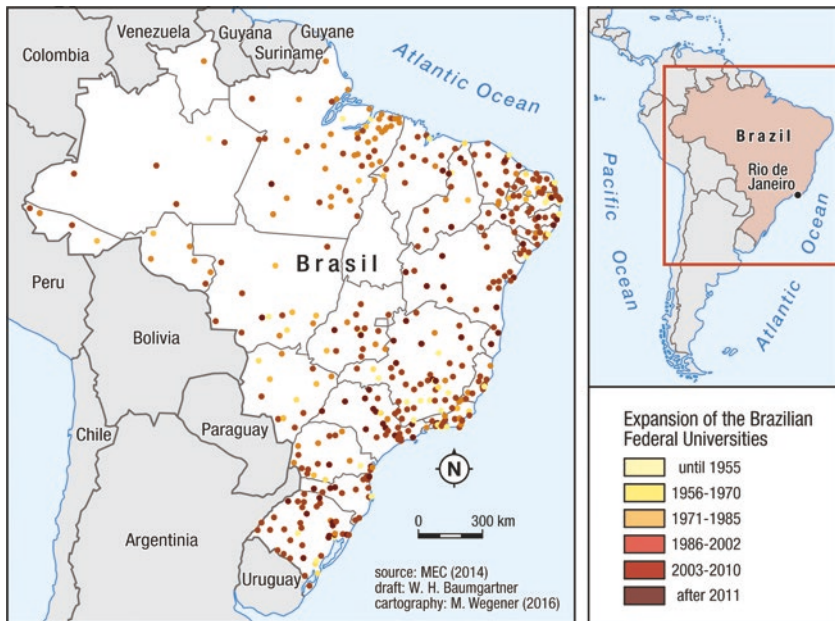 Venezuela
Guyana
Guyane
Colombia
Suriname
Atlantic Ocean
Brasil
Peru
Bolivia
Chile
Paraguay
N
0 300 km
Argentinia
Uruguay
source: MEC (2014)
draft: W. H. Baumgartner
cartography: M. Wegener (2016)
Brazil
Rio de
Janeiro
Pacific Ocean
Atlantic Ocean
Expansion of the Brazilian
Federal Universities
until 1955
1956-1970
1971-1985
1986-2002
2003-2010
after 2011